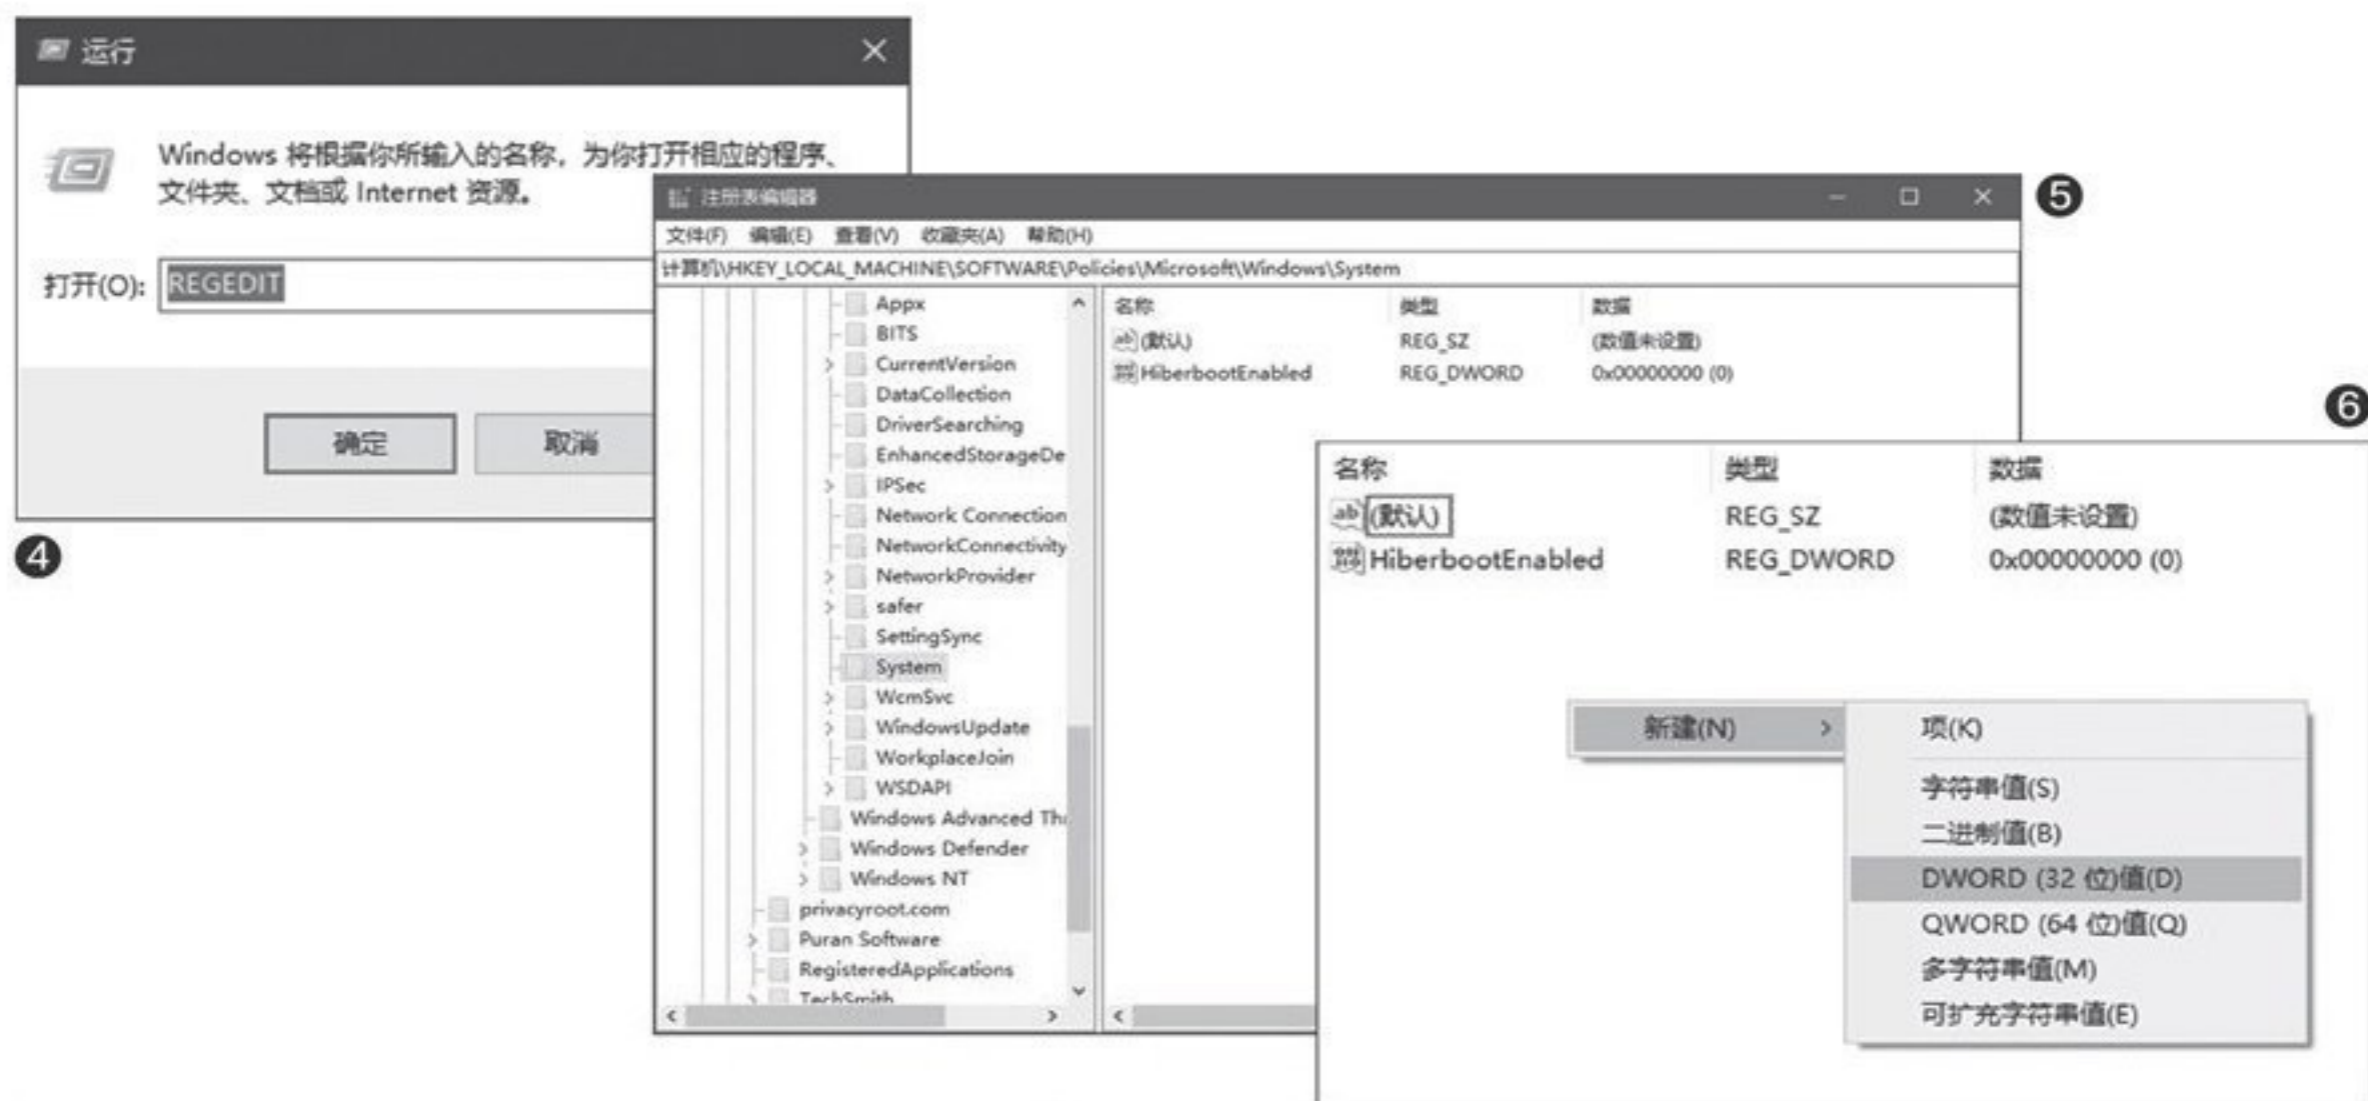 运行
Windows 将根据你所输入的名称，为你打开相应的程序、
文件夹、文档或 Internet 资源。
打开(O):
REGEDIT
确定
取消
4
注册表编辑器
5
文件(F) 编辑(E) 查看(V) 收藏夹(A) 帮助(H)
计算机\HKEY_LOCAL_MACHINE\SOFTWARE\Policies\Microsoft\Windows\System
Appx
BITS
CurrentVersion
DataCollection
DriverSearching
EnhancedStorageDe
IPSec
Network Connection
NetworkConnectivity
NetworkProvider
safer
SettingSync
System
WcmSvc
WindowsUpdate
WorkplaceJoin
WSDAPI
Windows Advanced Thr
Windows Defender
Windows NT
privacyroot.com
Puran Software
RegisteredApplications
TechSmith
名称 类型 数据
(默认) REG_SZ (数值未设置)
HiberbootEnabled REG_DWORD 0x00000000 (0)
6
名称 类型 数据
(默认) REG_SZ (数值未设置)
HiberbootEnabled REG_DWORD 0x00000000 (0)
新建(N)
项(K)
字符串值(S)
二进制值(B)
DWORD (32 位)值(D)
QWORD (64 位)值(Q)
多字符串值(M)
可扩充字符串值(E)